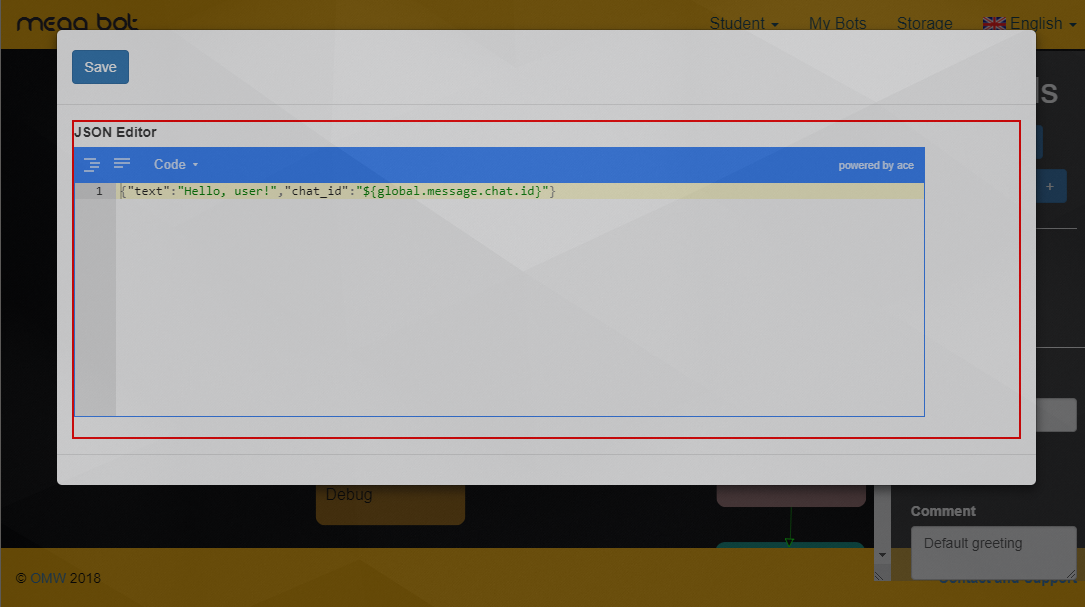 mega bot
Student My Bots Storage English
Save
JSON Editor
Code powered by ace
1 {"text":"Hello, user!","chat_id":"${global.message.chat.id}"}
+
Debug
Comment
Default greeting
© OMW 2018
Contact and Support